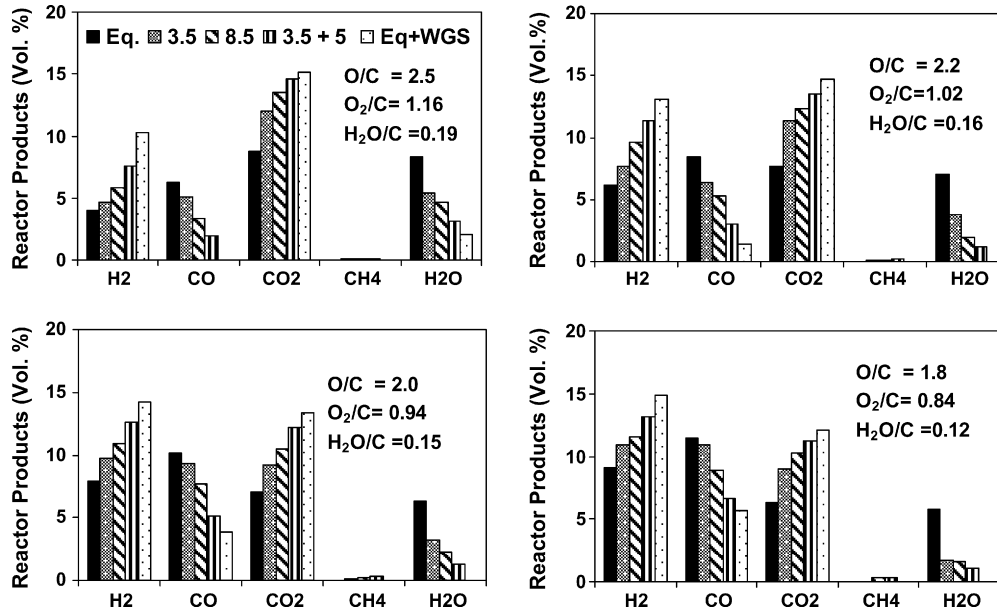 Reactor Products (Vol. %)
20
15
10
5
0
Eq. 3.5 8.5 3.5 + 5 Eq+WGS
O/C = 2.5
O2/C= 1.16
H2O/C =0.19
H2 CO CO2 CH4 H2O
Reactor Products (Vol. %)
20
15
10
5
0
O/C = 2.2
O2/C=1.02
H2O/C =0.16
H2 CO CO2 CH4 H2O
Reactor Products (Vol. %)
20
15
10
5
0
O/C = 2.0
O2/C= 0.94
H2O/C =0.15
H2 CO CO2 CH4 H2O
Reactor Products (Vol. %)
20
15
10
5
0
O/C = 1.8
O2/C= 0.84
H2O/C =0.12
H2 CO CO2 CH4 H2O